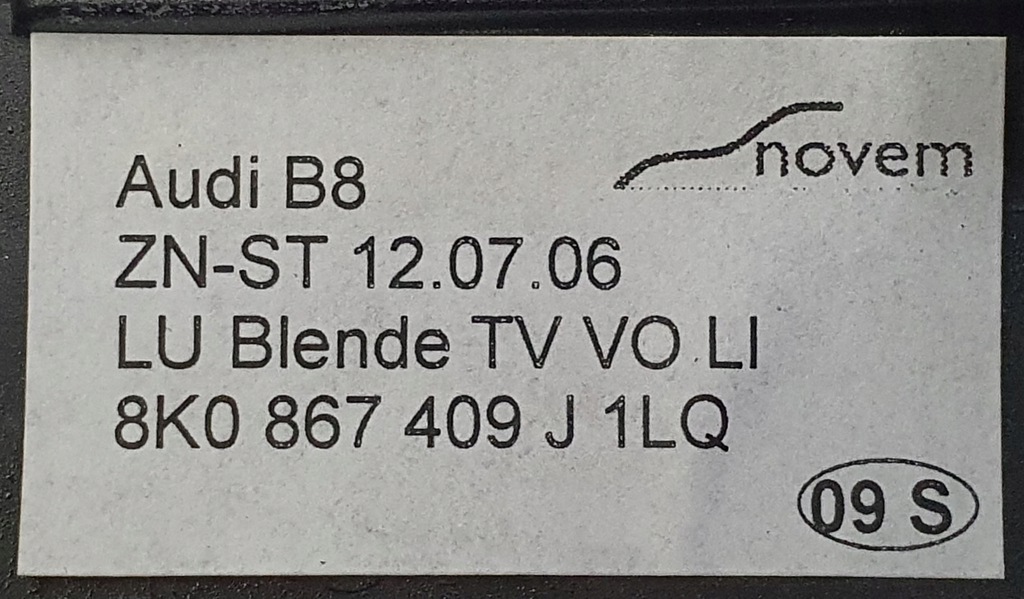 novem
Audi B8
ZN-ST 12.07.06
LU Blende TV VO LI
8K0 867 409 J 1LQ
09 S